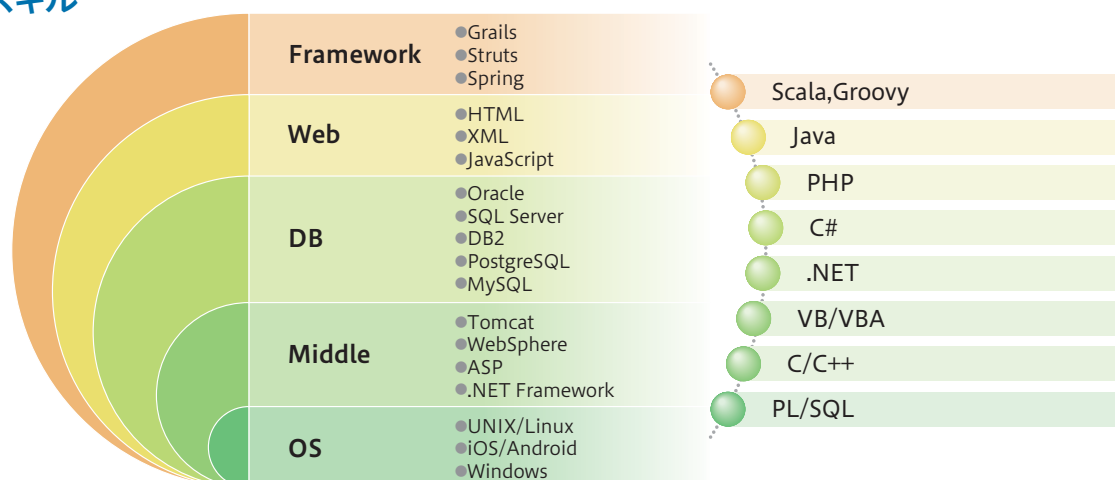 スキル
Framework
Grails
Struts
Spring
Web
HTML
XML
JavaScript
DB
Oracle
SQL Server
DB2
PostgreSQL
MySQL
Middle
Tomcat
WebSphere
ASP
.NET Framework
OS
UNIX/Linux
iOS/Android
Windows
Scala,Groovy
Java
PHP
C#
.NET
VB/VBA
C/C++
PL/SQL